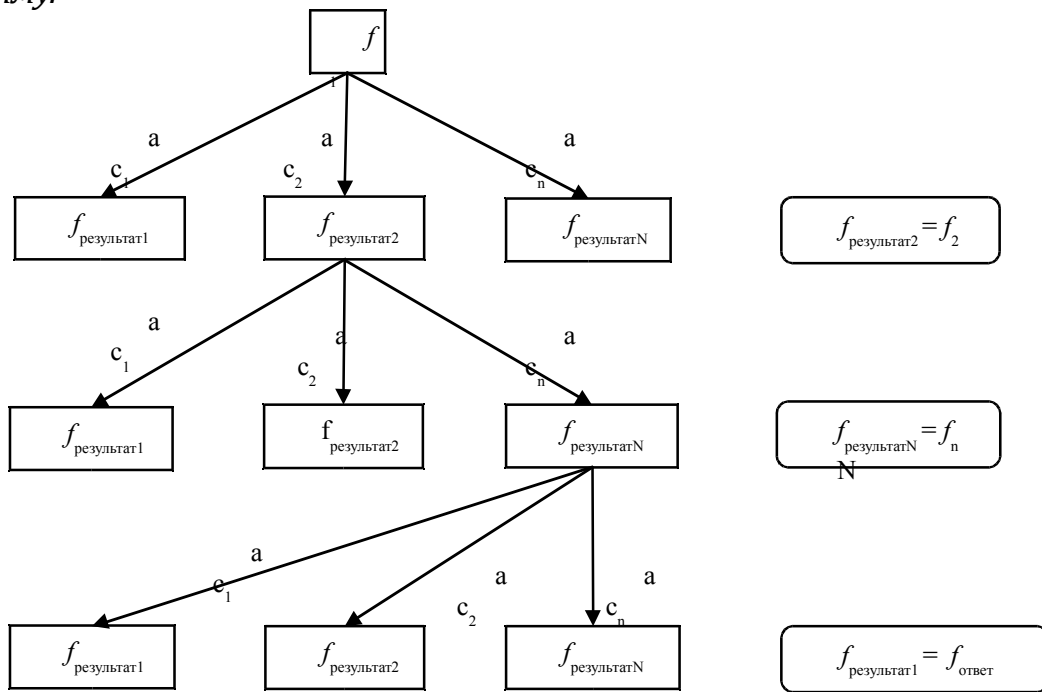 f
1
a a a
c1 c2 cn
fрезультат1 fрезультат2 fрезультатN fрезультат2 = f2
a a a
c1 c2 cn
fрезультат1 fрезультат2 fрезультатN fрезультатN = fn
N
a a a
c1 c2 cn
fрезультат1 fрезультат2 fрезультатN fрезультат1 = fответ